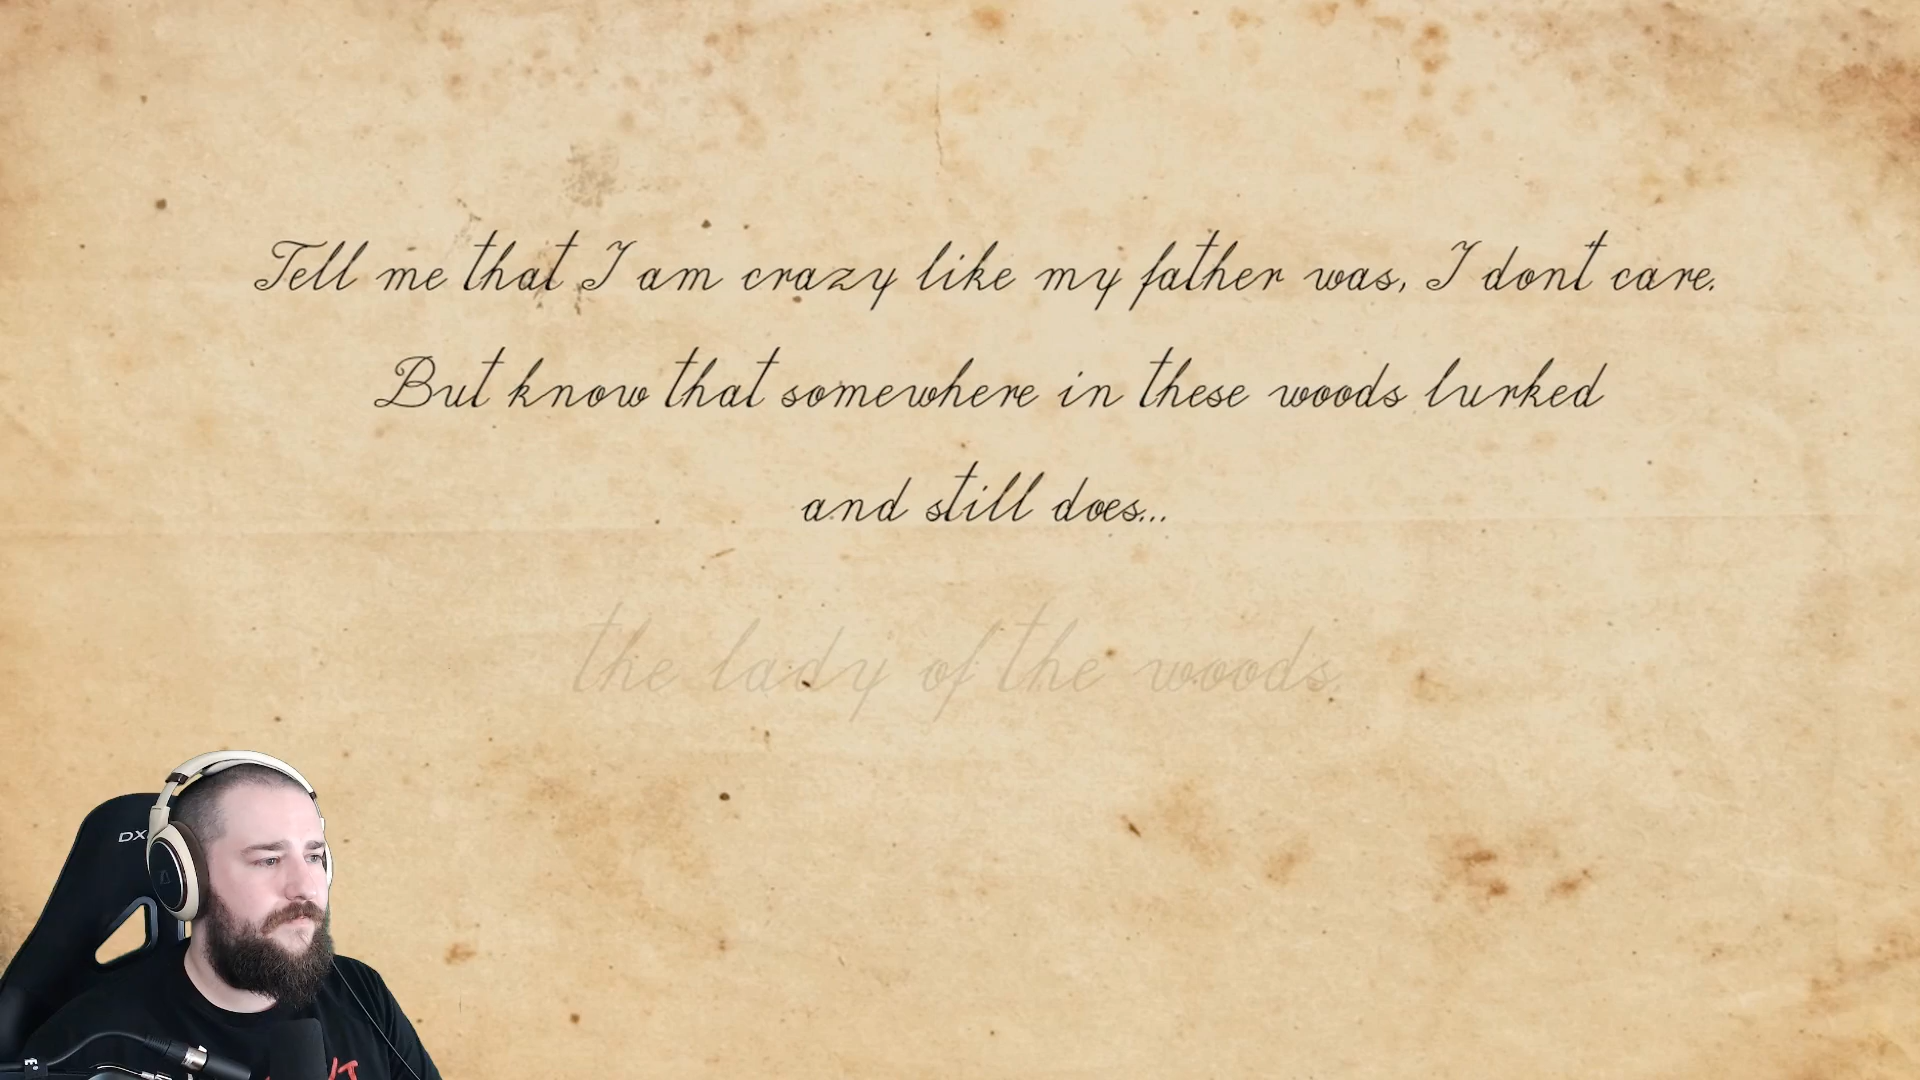 Tell me that I am crazy like my father was, I dont care.
But know that somewhere in these woods lurked
and still does...
the lady of the woods.
DX